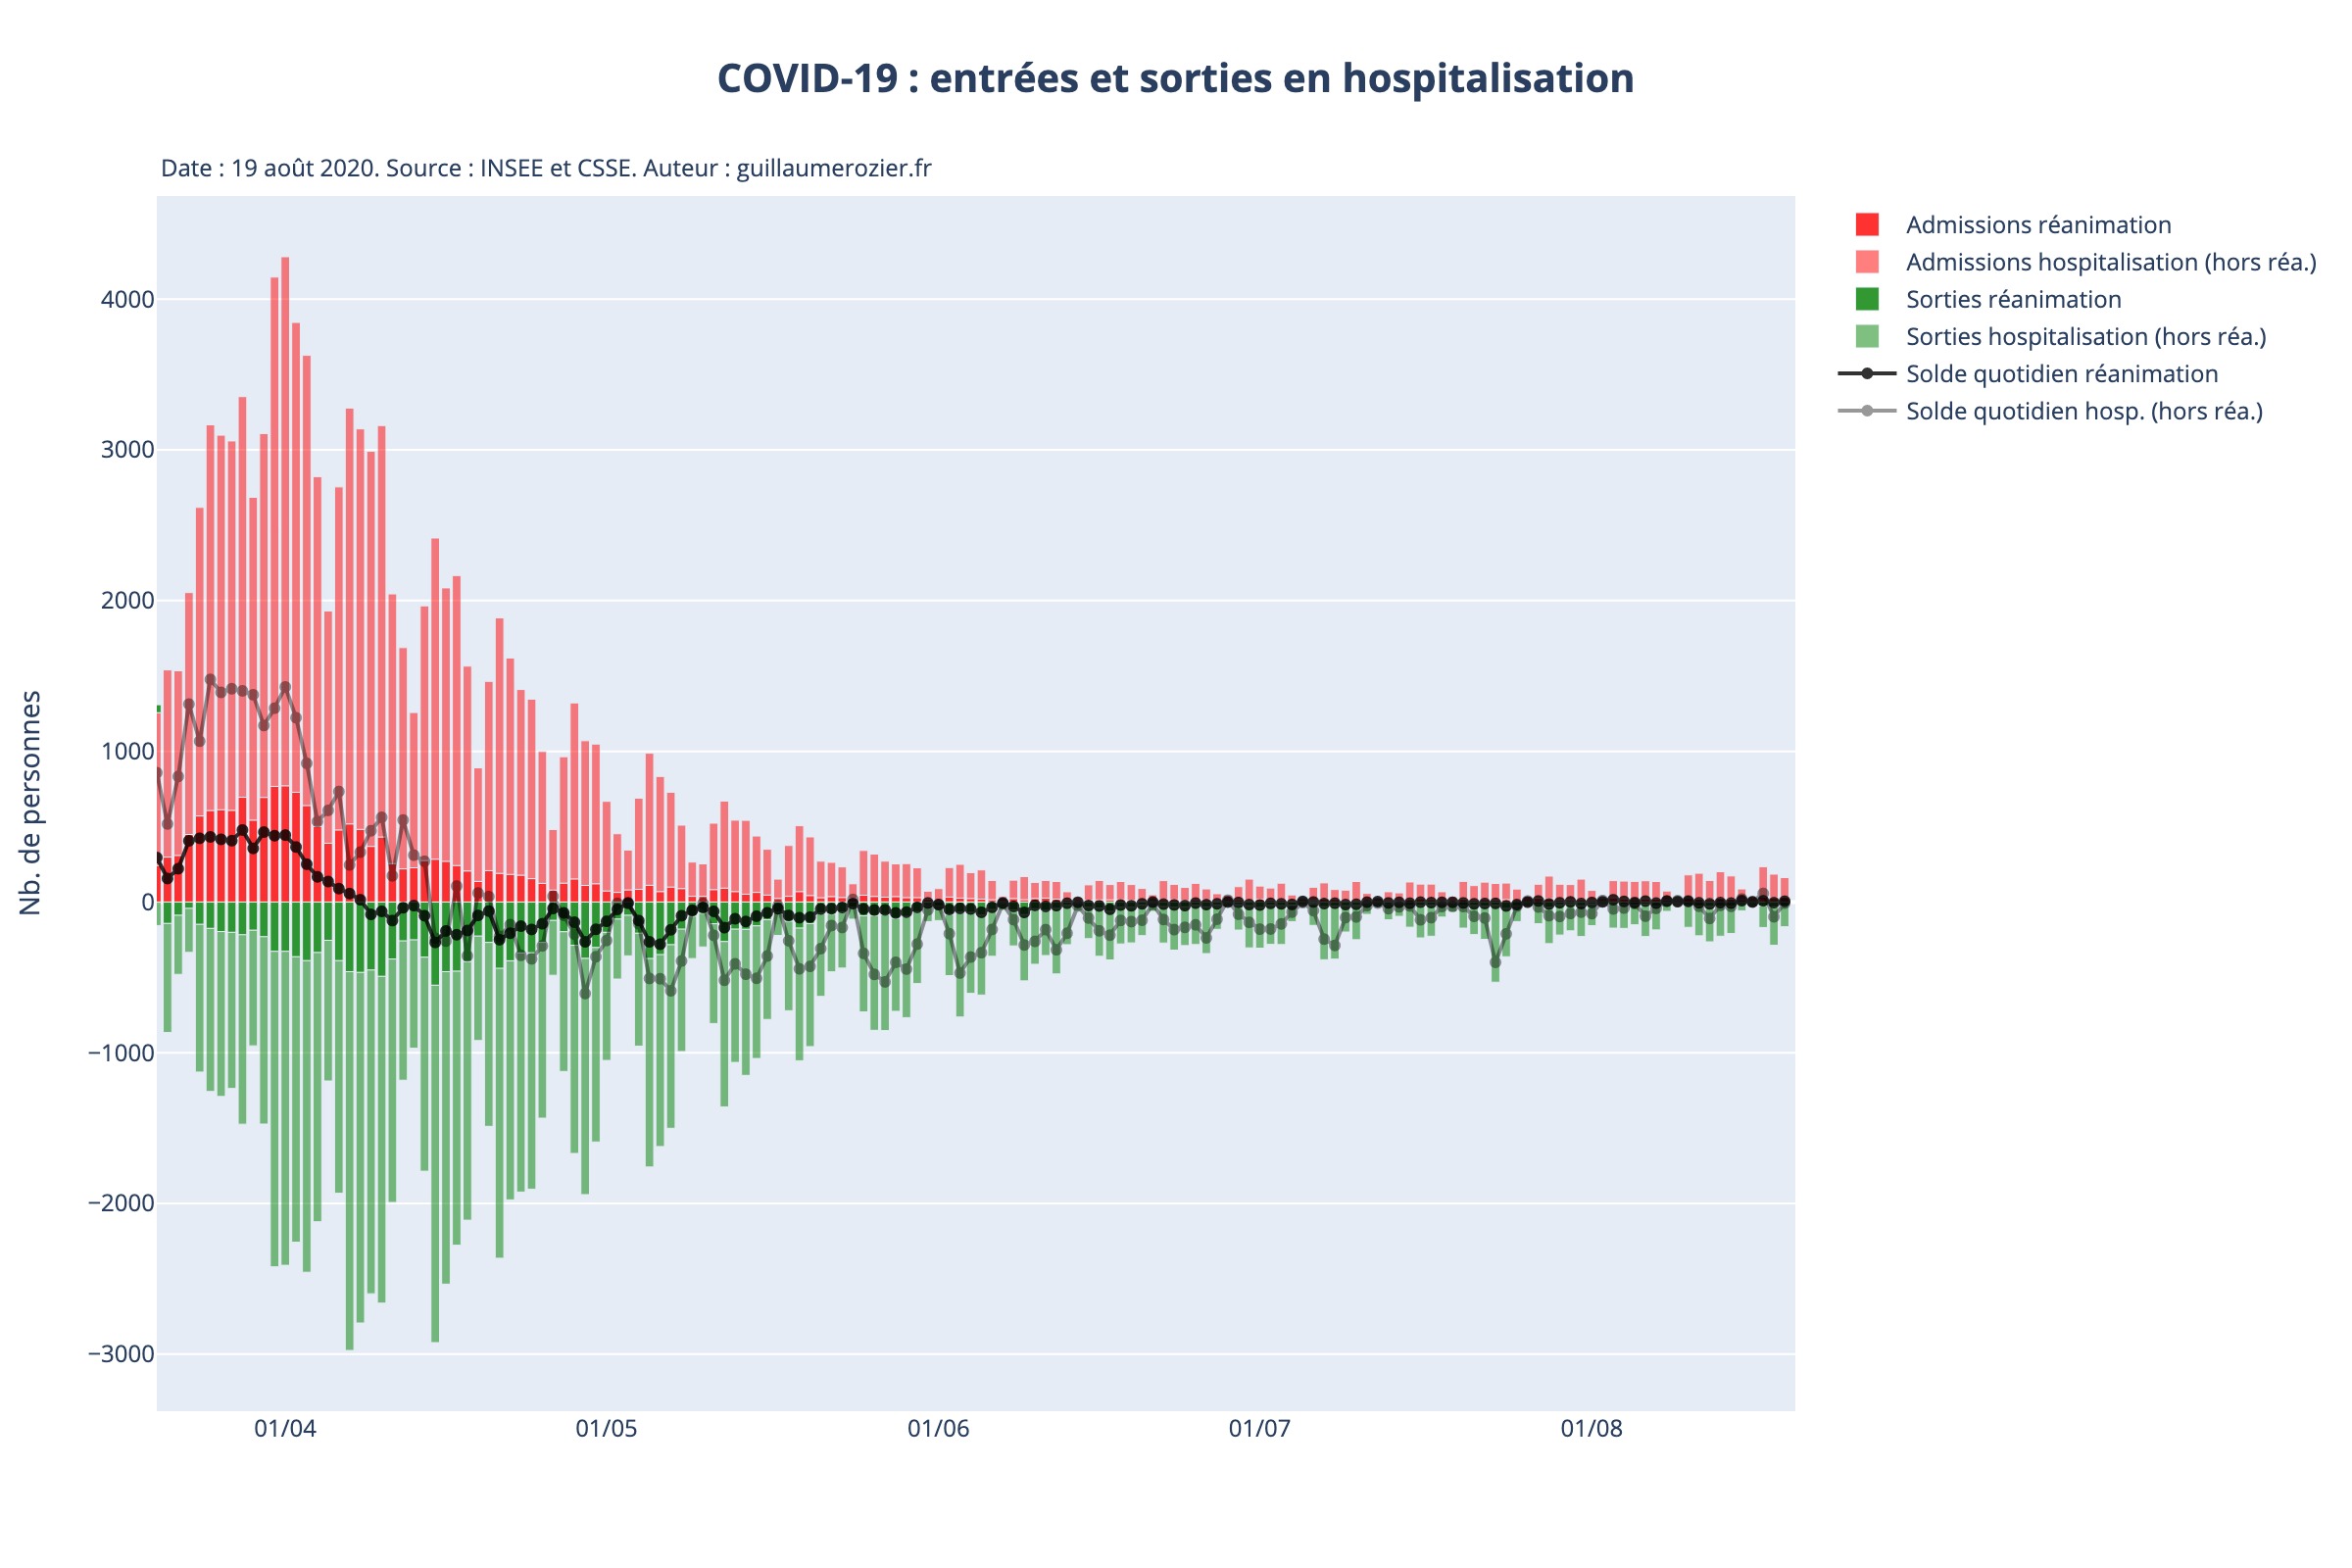 COVID-19 : entrées et sorties en hospitalisation
Date : 19 août 2020. Source : INSEE et CSSE. Auteur : guillaumerozier.fr
Admissions réanimation
Admissions hospitalisation (hors réa.)
Sorties réanimation
Sorties hospitalisation (hors réa.)
Solde quotidien réanimation
Solde quotidien hosp. (hors réa.)
Nb. de personnes
4000
3000
2000
1000
0
−1000
−2000
−3000
01/04 01/05 01/06 01/07 01/08